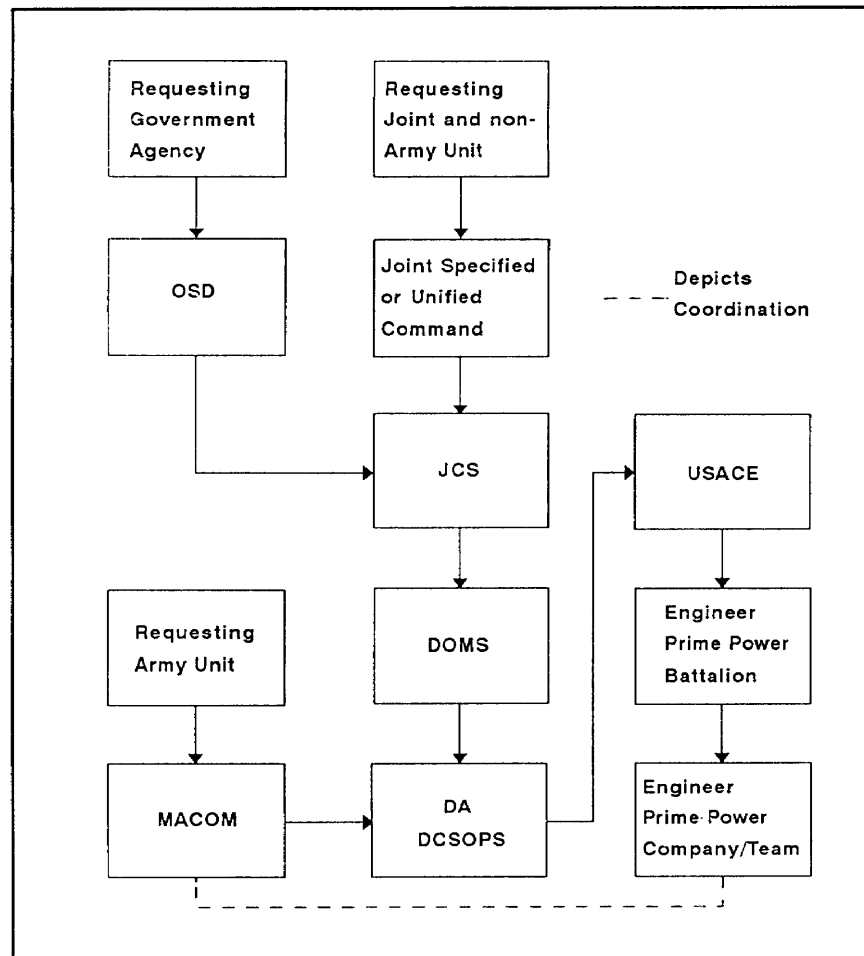 Requesting
Government
Agency
Requesting
Joint and non-
Army Unit
OSD
Joint Specified
or Unified
Command
Depicts
Coordination
JCS
USACE
Requesting
Army Unit
DOMS
Engineer
Prime Power
Battalion
MACOM
DA
DCSOPS
Engineer
Prime Power
Company/Team